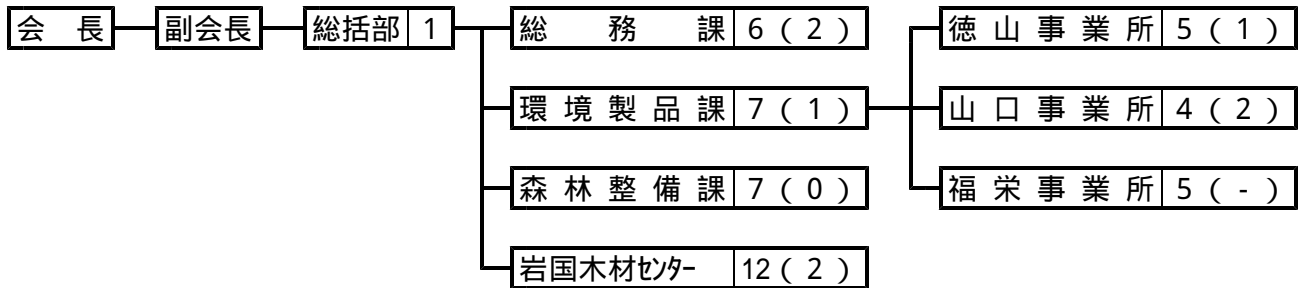 会 長 副会長 総括部 1 総 務 課 6 ( 2 ) 徳 山 事 業 所 5 ( 1 )
環 境 製 品 課 7 ( 1 ) 山 口 事 業 所 4 ( 2 )
森 林 整 備 課 7 ( 0 ) 福 栄 事 業 所 5 ( - )
岩国木材ｾﾝﾀｰ 12 ( 2 )